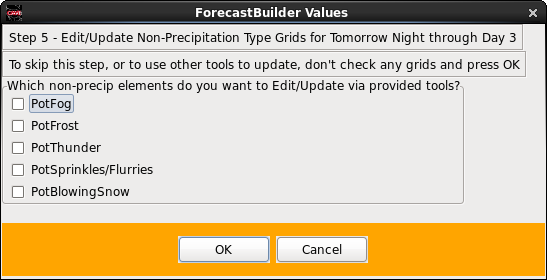 ForecastBuilder Values
Step 5 - Edit/Update Non-Precipitation Type Grids for Tomorrow Night through Day 3
To skip this step, or to use other tools to update, don't check any grids and press OK
Which non-precip elements do you want to Edit/Update via provided tools?
PotFog
PotFrost
PotThunder
PotSprinkles/Flurries
PotBlowingSnow
OK
Cancel